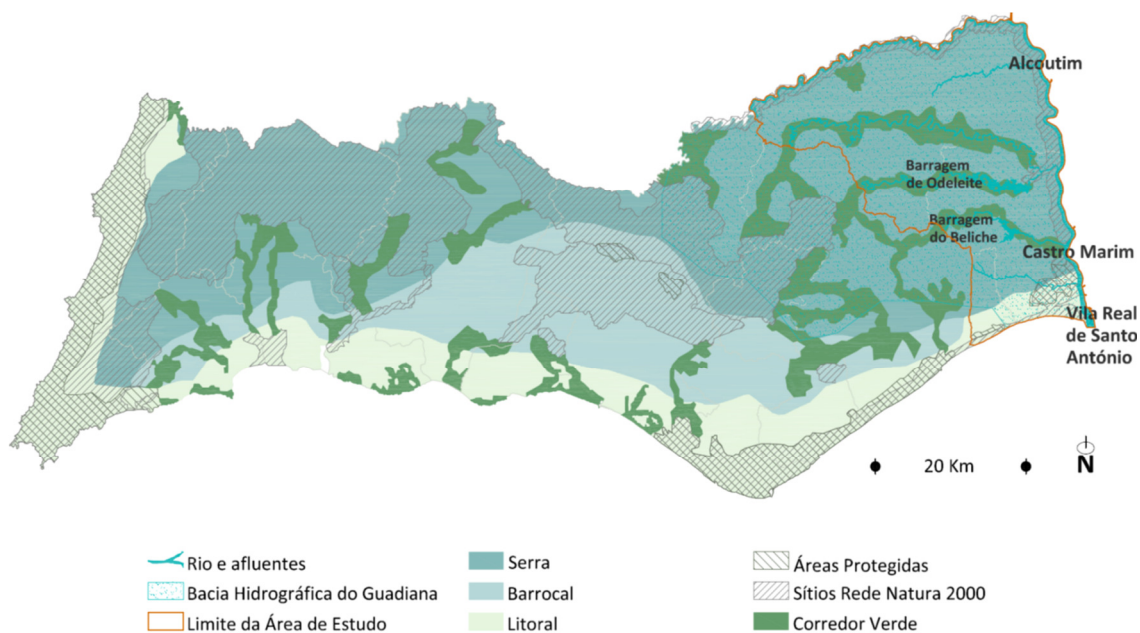 Alcoutim
Barragem
de Odeleite
Barragem
do Beliche
Castro Marim
Vila Real
de Santo
António
20 Km
N
Rio e afluentes
Serra
Áreas Protegidas
Bacia Hidrográfica do Guadiana
Barrocal
Sítios Rede Natura 2000
Limite da Área de Estudo
Litoral
Corredor Verde